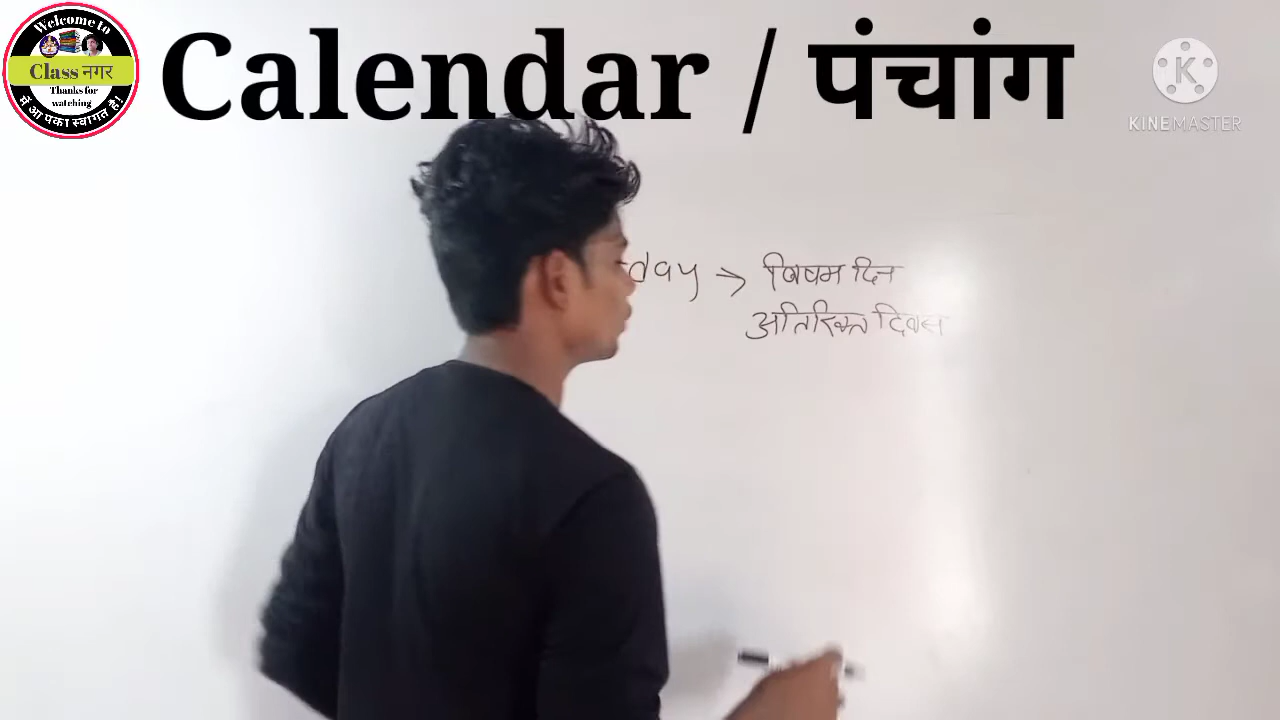 Welcome to
Class नगर
Thanks for
watching
में आपका स्वागत है!!
Calendar / पंचांग
KINEMASTER
day → विषम दिन
अतिरिक्त दिवस